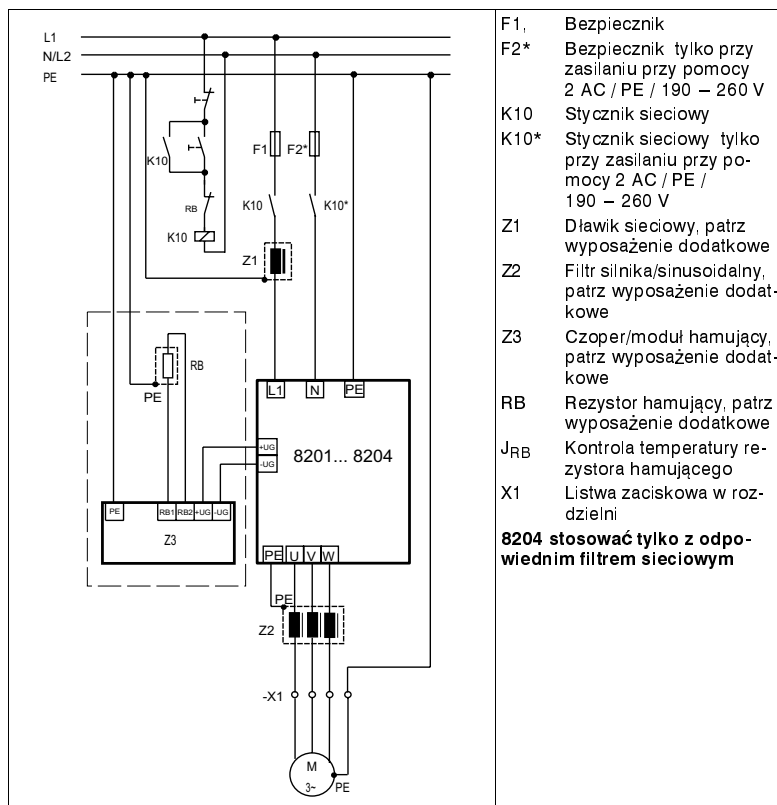 L1
N/L2
PE
K10
F1
F2*
RB
K10
K10*
K10
Z1
RB
PE
L1
N
PE
+UG
-UG
8201... 8204
PE
RB1
RB2
+UG
-UG
Z3
PE
U
V
W
PE
Z2
-X1
M
3~
PE
F1, Bezpiecznik
F2* Bezpiecznik tylko przy
zasilaniu przy pomocy
2 AC / PE / 190 – 260 V
K10 Stycznik sieciowy
K10* Stycznik sieciowy tylko
przy zasilaniu przy po-
mocy 2 AC / PE /
190 – 260 V
Z1 Dławik sieciowy, patrz
wyposażenie dodatkowe
Z2 Filtr silnika/sinusoidalny,
patrz wyposażenie dodat-
kowe
Z3 Czoper/moduł hamujący,
patrz wyposażenie dodat-
kowe
RB Rezystor hamujący, patrz
wyposażenie dodatkowe
JRB Kontrola temperatury re-
zystora hamującego
X1 Listwa zaciskowa w roz-
dzielni
8204 stosować tylko z odpo-
wiednim filtrem sieciowym